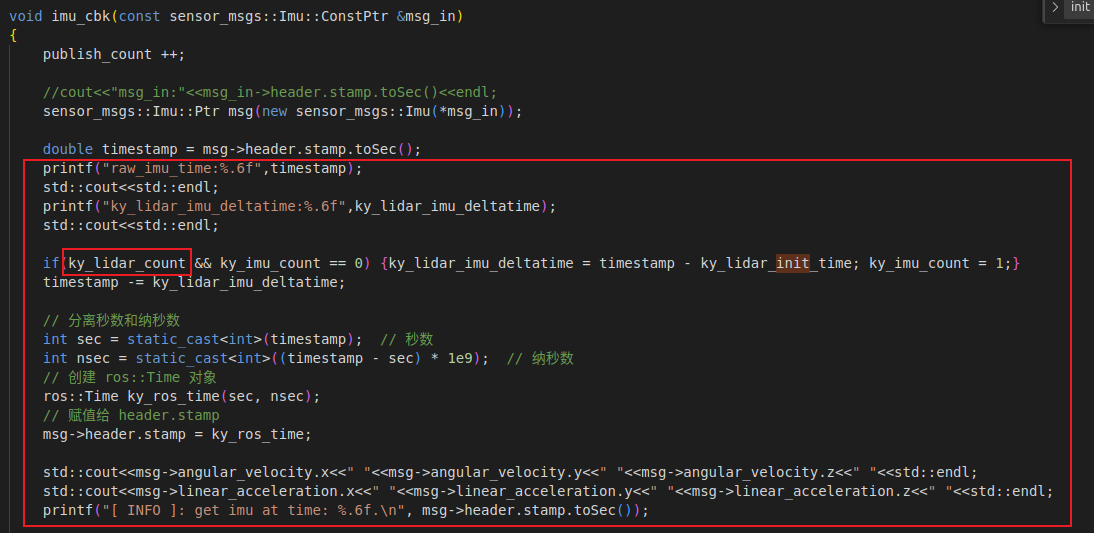 void imu_cbk(const sensor_msgs::Imu::ConstPtr &msg_in)
> init
{
publish_count ++;
//cout<<"msg_in:"<<msg_in->header.stamp.toSec()<<endl;
sensor_msgs::Imu::Ptr msg(new sensor_msgs::Imu(*msg_in));
double timestamp = msg->header.stamp.toSec();
printf("raw_imu_time:%.6f",timestamp);
std::cout<<std::endl;
printf("ky_lidar_imu_deltatime:%.6f",ky_lidar_imu_deltatime);
std::cout<<std::endl;
if(ky_lidar_count && ky_imu_count == 0) {ky_lidar_imu_deltatime = timestamp - ky_lidar_init_time; ky_imu_count = 1;}
timestamp -= ky_lidar_imu_deltatime;
// 分离秒数和纳秒数
int sec = static_cast<int>(timestamp);  // 秒数
int nsec = static_cast<int>((timestamp - sec) * 1e9);  // 纳秒数
// 创建 ros::Time 对象
ros::Time ky_ros_time(sec, nsec);
// 赋值给 header.stamp
msg->header.stamp = ky_ros_time;
std::cout<<msg->angular_velocity.x<<" "<<msg->angular_velocity.y<<" "<<msg->angular_velocity.z<<" "<<std::endl;
std::cout<<msg->linear_acceleration.x<<" "<<msg->linear_acceleration.y<<" "<<msg->linear_acceleration.z<<" "<<std::endl;
printf("[ INFO ]: get imu at time: %.6f.\n", msg->header.stamp.toSec());